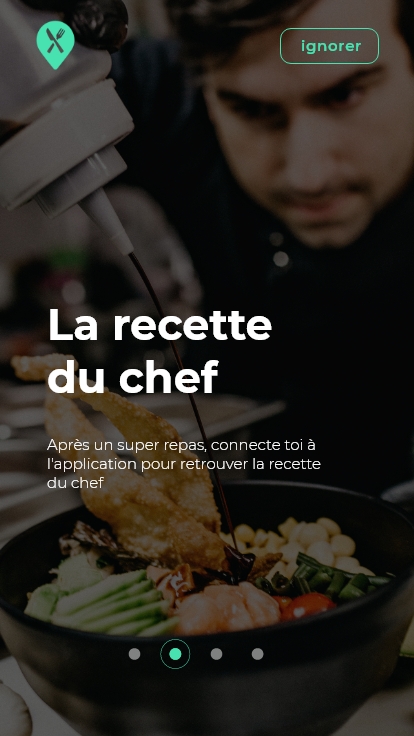 ignorer
La recette
du chef
Après un super repas, connecte toi à
l'application pour retrouver la recette
du chef